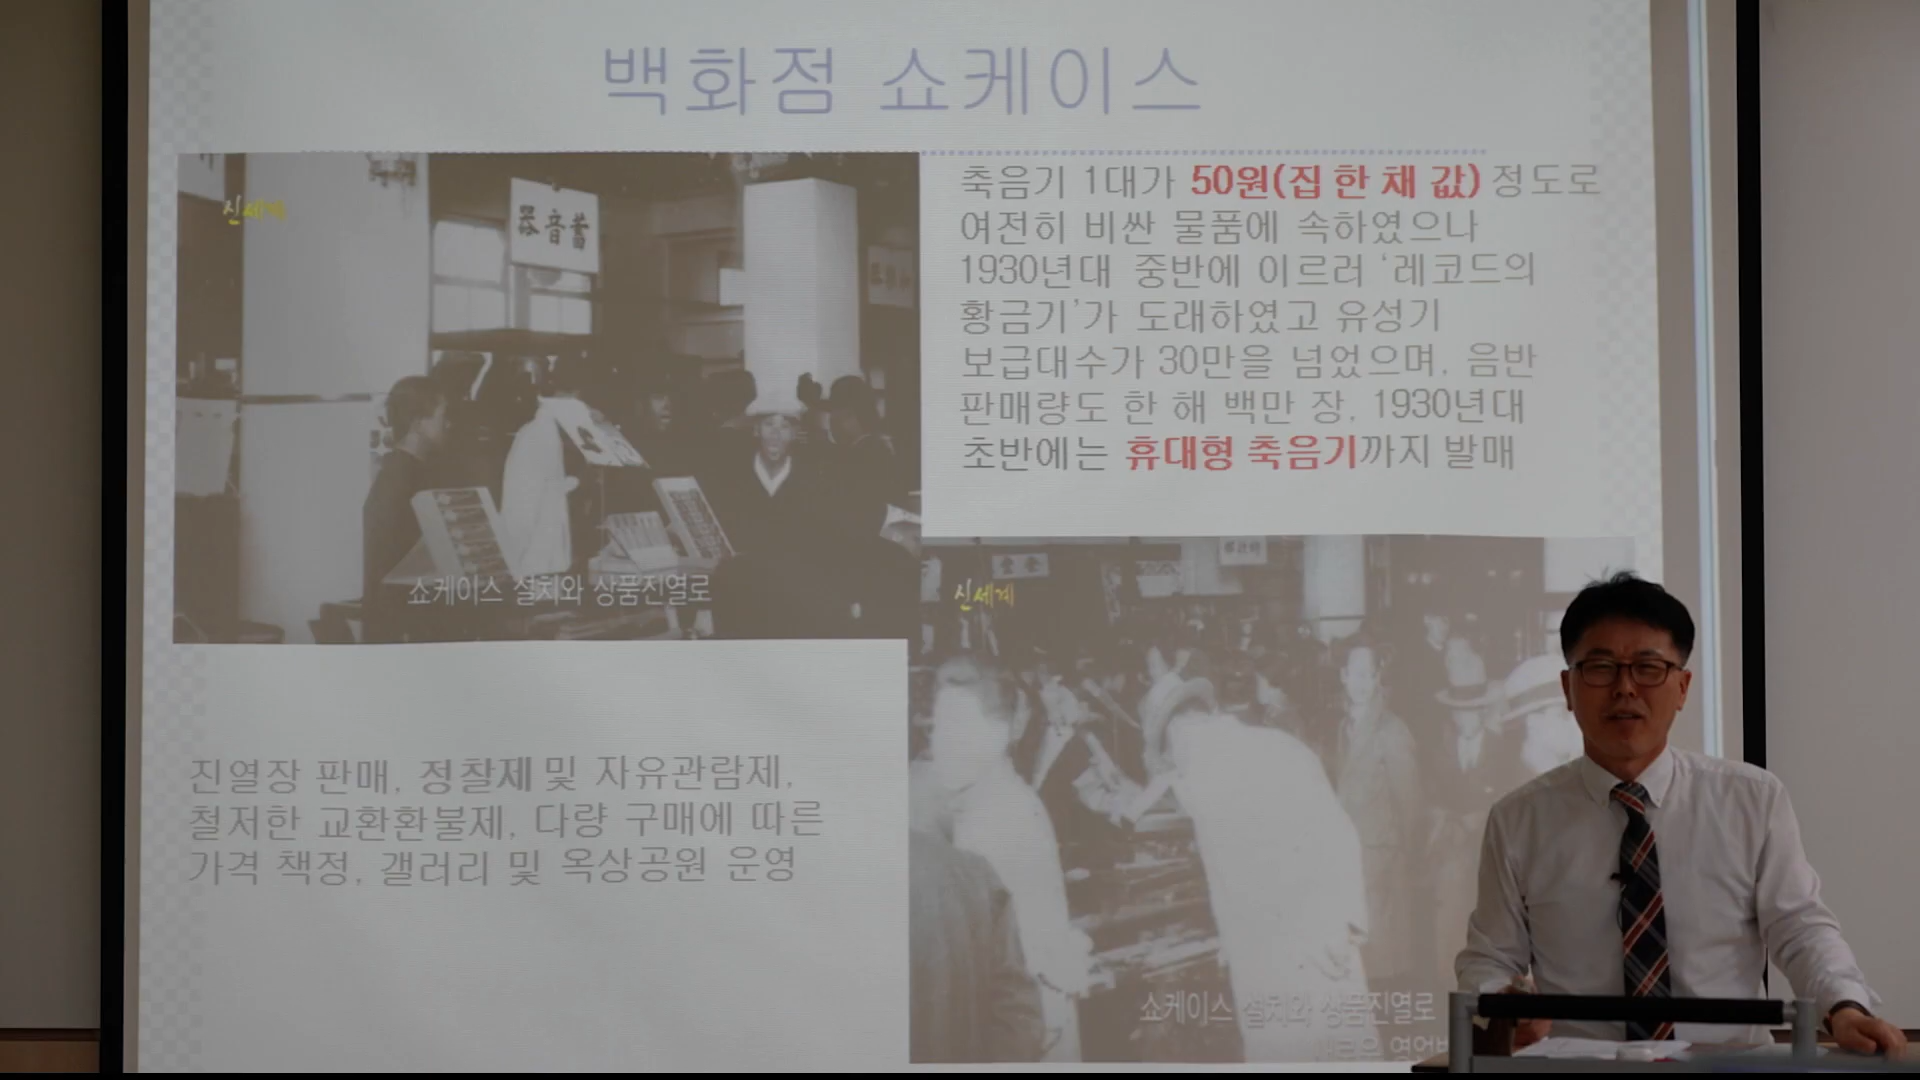 백화점 쇼케이스
신세계
器音蓄
쇼케이스 설치와 상품진열로
축음기 1대가 50원(집 한 채 값) 정도로
여전히 비싼 물품에 속하였으나
1930년대 중반에 이르러 ‘레코드의
황금기’가 도래하였고 유성기
보급대수가 30만을 넘었으며, 음반
판매량도 한 해 백만 장, 1930년대
초반에는 휴대형 축음기까지 발매
진열장 판매, 정찰제 및 자유관람제,
철저한 교환환불제, 다량 구매에 따른
가격 책정, 갤러리 및 옥상공원 운영
신세계
쇼케이스 설치와 상품진열로